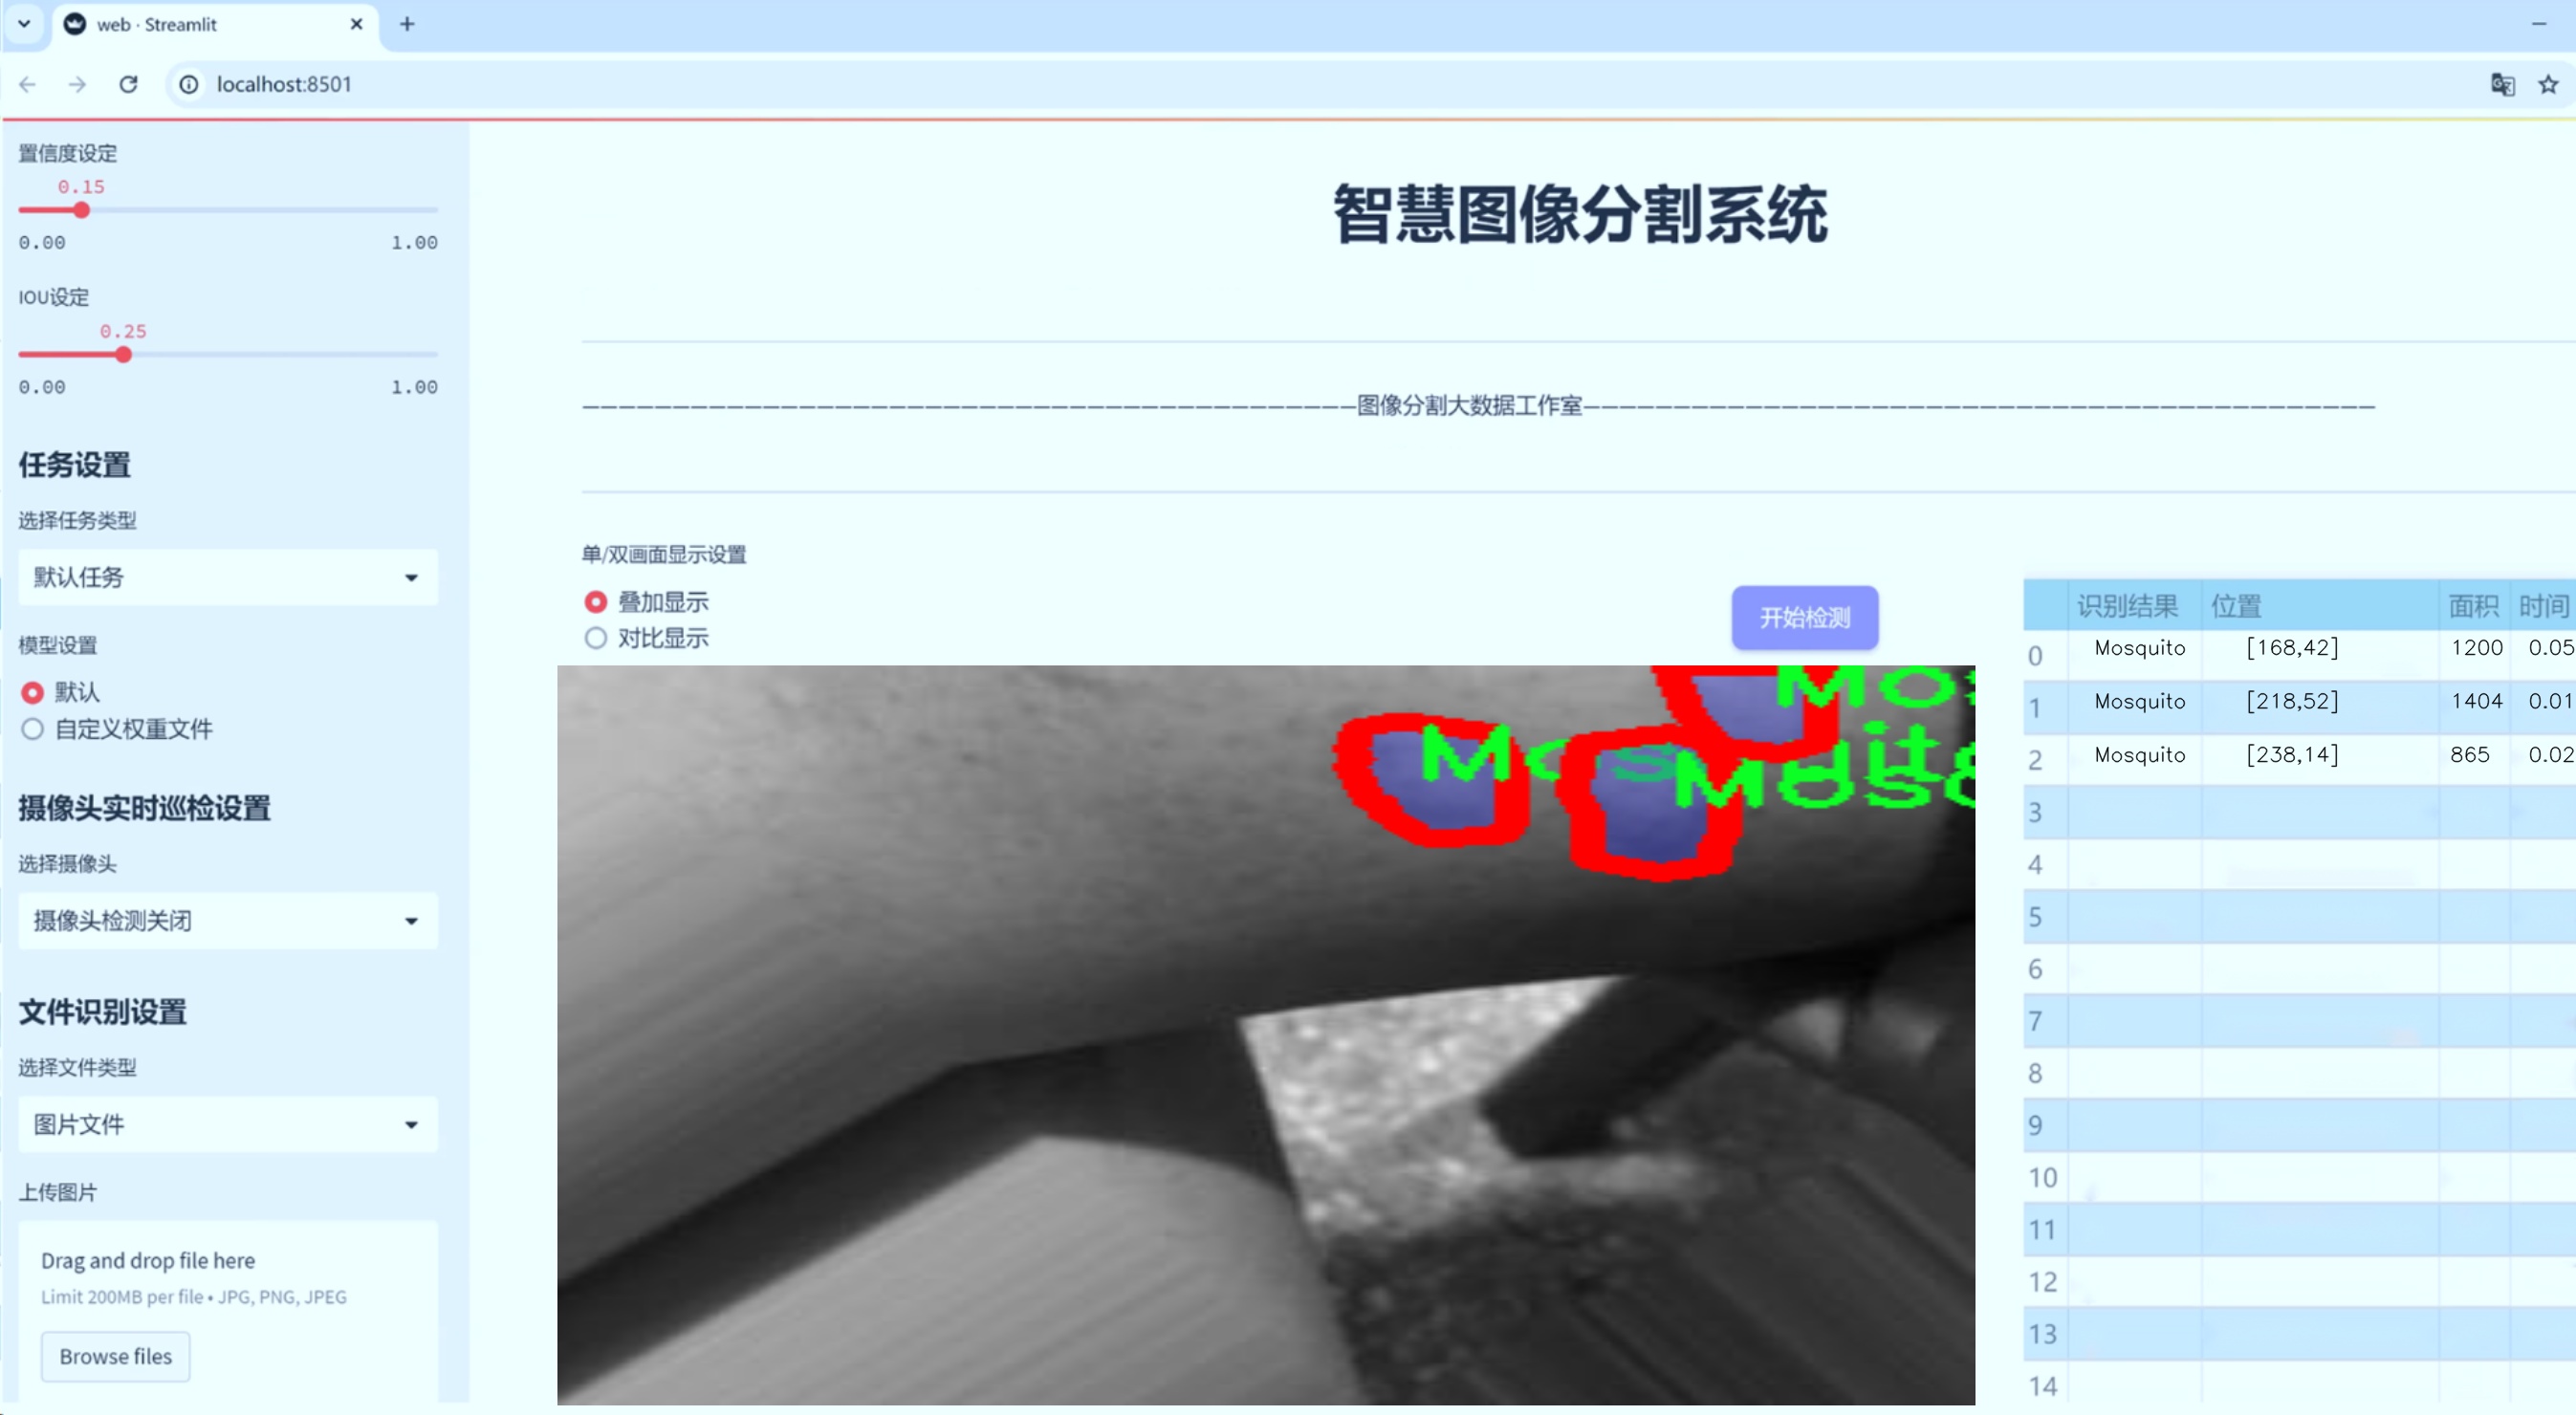 web · Streamlit
localhost:8501
置信度设定
0.15
0.00 1.00
IOU设定
0.25
0.00 1.00
任务设置
选择任务类型
默认任务
模型设置
默认
自定义权重文件
摄像头实时巡检设置
选择摄像头
摄像头检测关闭
文件识别设置
选择文件类型
图片文件
上传图片
Drag and drop file here
Limit 200MB per file • JPG, PNG, JPEG
Browse files
智慧图像分割系统
图像分割大数据工作室
单/双画面显示设置
叠加显示
对比显示
开始检测
识别结果 位置 面积 时间
0 Mosquito [168,42] 1200 0.05
1 Mosquito [218,52] 1404 0.01
2 Mosquito [238,14] 865 0.02
3
4
5
6
7
8
9
10
11
12
13
14